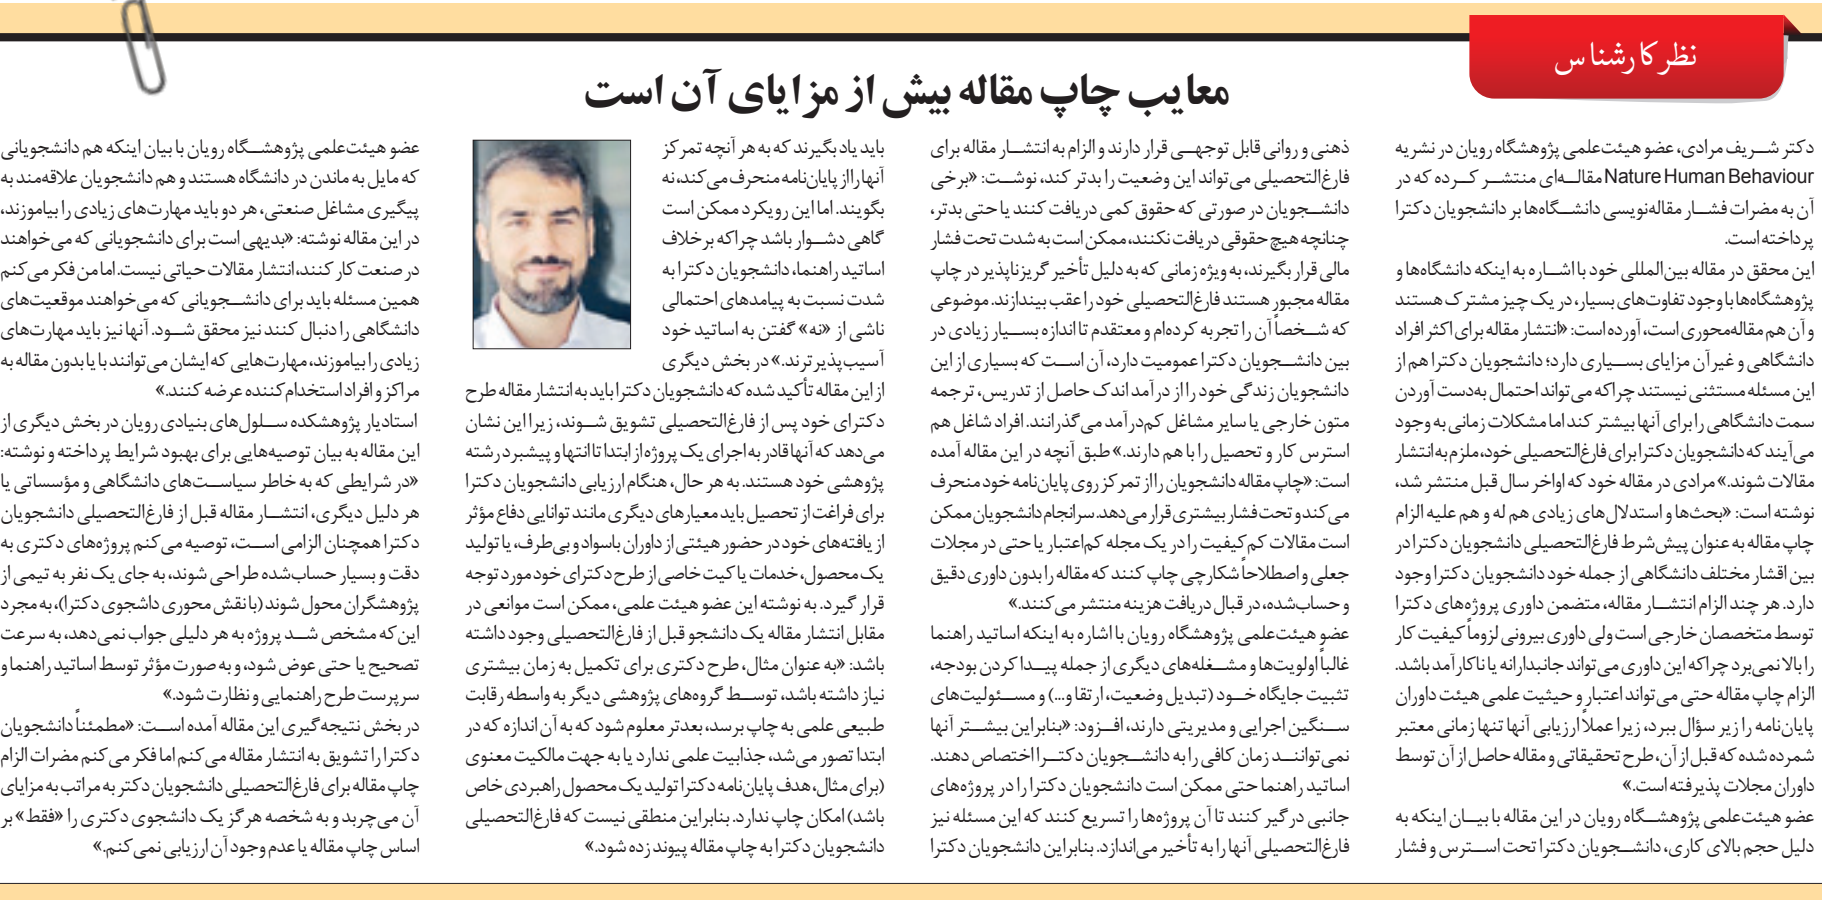 نظر کارشناس
معایب چاپ مقاله بیش از مزایای آن است
دکتر شریف مرادی، عضو هیئت‌علمی پژوهشگاه رویان در نشریه
Nature Human Behaviour مقاله‌ای منتشر کرده که در
آن به مضرات فشار مقاله‌نویسی دانشگاه‌ها بر دانشجویان دکترا
پرداخته است.
این محقق در مقاله بین‌المللی خود با اشاره به اینکه دانشگاه‌ها و
پژوهشگاه‌ها با وجود تفاوت‌های بسیار، در یک چیز مشترک هستند
و آن هم مقاله‌محوری است، آورده است: «انتشار مقاله برای اکثر افراد
دانشگاهی و غیر آن مزایای بسیاری دارد؛ دانشجویان دکترا هم از
این مسئله مستثنی نیستند چراکه می‌تواند احتمال به‌دست آوردن
سمت دانشگاهی را برای آنها بیشتر کند اما مشکلات زمانی به وجود
می‌آیند که دانشجویان دکترا برای فارغ‌التحصیلی خود، ملزم به انتشار
مقالات شوند.» مرادی در مقاله خود که اواخر سال قبل منتشر شد،
نوشته است: «بحث‌ها و استدلال‌های زیادی هم له و هم علیه الزام
چاپ مقاله به عنوان پیش‌شرط فارغ‌التحصیلی دانشجویان دکترا در
بین اقشار مختلف دانشگاهی از جمله خود دانشجویان دکترا وجود
دارد. هر چند الزام انتشار مقاله، متضمن داوری پروژه‌های دکترا
توسط متخصصان خارجی است ولی داوری بیرونی لزوماً کیفیت کار
را بالا نمی‌برد چراکه این داوری می‌تواند جانبدارانه یا ناکارآمد باشد.
الزام چاپ مقاله حتی می‌تواند اعتبار و حیثیت علمی هیئت داوران
پایان‌نامه را زیر سؤال ببرد، زیرا عملاً ارزیابی آنها تنها زمانی معتبر
شمرده شده که قبل از آن، طرح تحقیقاتی و مقاله حاصل از آن توسط
داوران مجلات پذیرفته است.»
عضو هیئت‌علمی پژوهشگاه رویان در این مقاله با بیان اینکه به
دلیل حجم بالای کاری، دانشجویان دکترا تحت استرس و فشار
ذهنی و روانی قابل توجهی قرار دارند و الزام به انتشار مقاله برای
فارغ‌التحصیلی می‌تواند این وضعیت را بدتر کند، نوشت: «برخی
دانشجویان در صورتی که حقوق کمی دریافت کنند یا حتی بدتر،
چنانچه هیچ حقوقی دریافت نکنند، ممکن است به شدت تحت فشار
مالی قرار بگیرند، به ویژه زمانی که به دلیل تأخیر گریزناپذیر در چاپ
مقاله مجبور هستند فارغ‌التحصیلی خود را عقب بیندازند. موضوعی
که شخصاً آن را تجربه کرده‌ام و معتقدم تا اندازه بسیار زیادی در
بین دانشجویان دکترا عمومیت دارد، آن است که بسیاری از این
دانشجویان زندگی خود را از درآمد اندک حاصل از تدریس، ترجمه
متون خارجی یا سایر مشاغل کم‌درآمد می‌گذرانند. افراد شاغل هم
استرس کار و تحصیل را با هم دارند.» طبق آنچه در این مقاله آمده
است: «چاپ مقاله دانشجویان را از تمرکز روی پایان‌نامه خود منحرف
می‌کند و تحت فشار بیشتری قرار می‌دهد. سرانجام دانشجویان ممکن
است مقالات کم‌کیفیت را در یک مجله کم‌اعتبار یا حتی در مجلات
جعلی و اصطلاحاً شکارچی چاپ کنند که مقاله را بدون داوری دقیق
و حساب‌شده، در قبال دریافت هزینه منتشر می‌کنند.»
عضو هیئت‌علمی پژوهشگاه رویان با اشاره به اینکه اساتید راهنما
غالباً اولویت‌ها و مشغله‌های دیگری از جمله پیدا کردن بودجه،
تثبیت جایگاه خود (تبدیل وضعیت، ارتقا و...) و مسئولیت‌های
سنگین اجرایی و مدیریتی دارند، افزود: «بنابراین بیشتر آنها
نمی‌توانند زمان کافی را به دانشجویان دکترا اختصاص دهند.
اساتید راهنما حتی ممکن است دانشجویان دکترا را در پروژه‌های
جانبی درگیر کنند تا آن پروژه‌ها را تسریع کنند که این مسئله نیز
فارغ‌التحصیلی آنها را به تأخیر می‌اندازد. بنابراین دانشجویان دکترا
باید یاد بگیرند که به هر آنچه تمرکز
آنها را از پایان‌نامه منحرف می‌کند، نه
بگویند. اما این رویکرد ممکن است
گاهی دشوار باشد چراکه برخلاف
اساتید راهنما، دانشجویان دکترا به
شدت نسبت به پیامدهای احتمالی
ناشی از «نه» گفتن به اساتید خود
آسیب‌پذیرترند.» در بخش دیگری
از این مقاله تأکید شده که دانشجویان دکترا باید به انتشار مقاله طرح
دکترای خود پس از فارغ‌التحصیلی تشویق شوند، زیرا این نشان
می‌دهد که آنها قادر به اجرای یک پروژه از ابتدا تا انتها و پیشبرد رشته
پژوهشی خود هستند. به هر حال، هنگام ارزیابی دانشجویان دکترا
برای فراغت از تحصیل باید معیارهای دیگری مانند توانایی دفاع مؤثر
از یافته‌های خود در حضور هیئتی از داوران باسواد و بی‌طرف، یا تولید
یک محصول، خدمات یا کیت خاصی از طرح دکترای خود مورد توجه
قرار گیرد. به نوشته این عضو هیئت علمی، ممکن است موانعی در
مقابل انتشار مقاله یک دانشجو قبل از فارغ‌التحصیلی وجود داشته
باشد: «به عنوان مثال، طرح دکتری برای تکمیل به زمان بیشتری
نیاز داشته باشد، توسط گروه‌های پژوهشی دیگر به واسطه رقابت
طبیعی علمی به چاپ برسد، بعدتر معلوم شود که به آن اندازه که در
ابتدا تصور می‌شد، جذابیت علمی ندارد یا به جهت مالکیت معنوی
(برای مثال، هدف پایان‌نامه دکترا تولید یک محصول راهبردی خاص
باشد) امکان چاپ ندارد. بنابراین منطقی نیست که فارغ‌التحصیلی
دانشجویان دکترا به چاپ مقاله پیوند زده شود.»
عضو هیئت‌علمی پژوهشگاه رویان با بیان اینکه هم دانشجویانی
که مایل به ماندن در دانشگاه هستند و هم دانشجویان علاقه‌مند به
پیگیری مشاغل صنعتی، هر دو باید مهارت‌های زیادی را بیاموزند،
در این مقاله نوشته: «بدیهی است برای دانشجویانی که می‌خواهند
در صنعت کار کنند، انتشار مقالات حیاتی نیست. اما من فکر می‌کنم
همین مسئله باید برای دانشجویانی که می‌خواهند موقعیت‌های
دانشگاهی را دنبال کنند نیز محقق شود. آنها نیز باید مهارت‌های
زیادی را بیاموزند، مهارت‌هایی که ایشان می‌توانند با یا بدون مقاله به
مراکز و افراد استخدام‌کننده عرضه کنند.»
استادیار پژوهشکده سلول‌های بنیادی رویان در بخش دیگری از
این مقاله به بیان توصیه‌هایی برای بهبود شرایط پرداخته و نوشته:
«در شرایطی که به خاطر سیاست‌های دانشگاهی و مؤسساتی یا
هر دلیل دیگری، انتشار مقاله قبل از فارغ‌التحصیلی دانشجویان
دکترا همچنان الزامی است، توصیه می‌کنم پروژه‌های دکتری به
دقت و بسیار حساب‌شده طراحی شوند، به جای یک نفر به تیمی از
پژوهشگران محول شوند (با نقش محوری داشجوی دکترا)، به مجرد
این‌که مشخص شد پروژه به هر دلیلی جواب نمی‌دهد، به سرعت
تصحیح یا حتی عوض شود، و به صورت مؤثر توسط اساتید راهنما و
سرپرست طرح راهنمایی و نظارت شود.»
در بخش نتیجه‌گیری این مقاله آمده است: «مطمئناً دانشجویان
دکترا را تشویق به انتشار مقاله می‌کنم اما فکر می‌کنم مضرات الزام
چاپ مقاله برای فارغ‌التحصیلی دانشجویان دکتر به مراتب به مزایای
آن می‌چربد و به شخصه هرگز یک دانشجوی دکتری را «فقط» بر
اساس چاپ مقاله یا عدم وجود آن ارزیابی نمی‌کنم.»